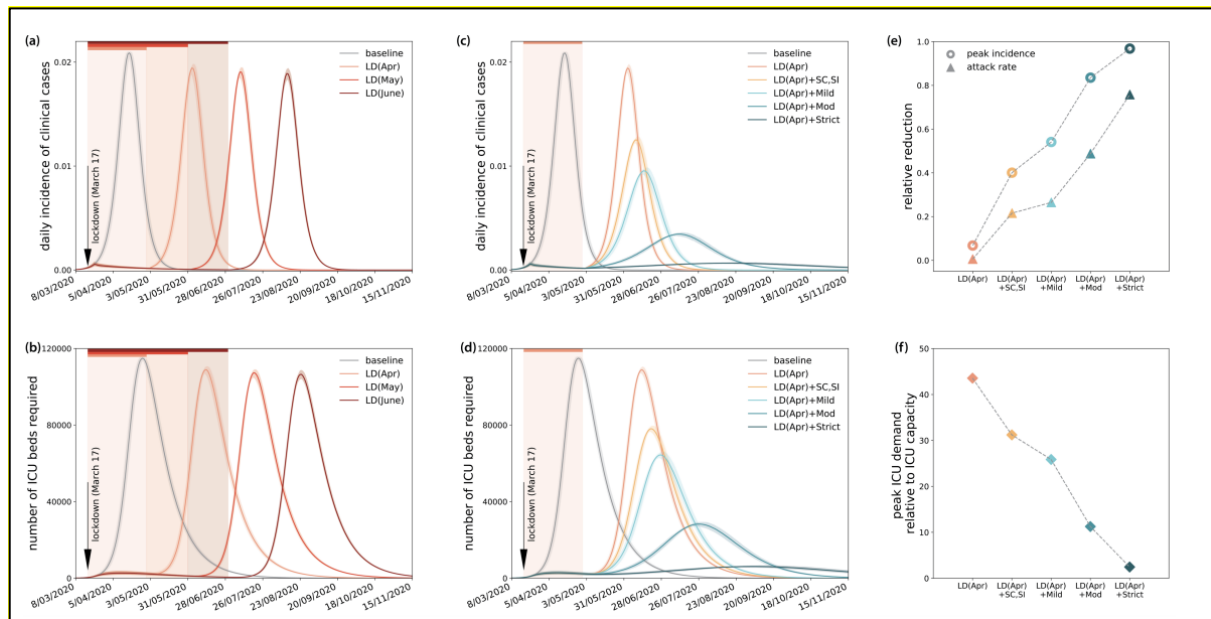 (a)
daily incidence of clinical cases
0.02
0.01
0.00
lockdown (March 17)
baseline
LD(Apr)
LD(May)
LD(June)
8/03/2020
5/04/2020
3/05/2020
31/05/2020
28/06/2020
26/07/2020
23/08/2020
20/09/2020
18/10/2020
15/11/2020
(c)
daily incidence of clinical cases
0.02
0.01
0.00
lockdown (March 17)
baseline
LD(Apr)
LD(Apr)+SC,SI
LD(Apr)+Mild
LD(Apr)+Mod
LD(Apr)+Strict
8/03/2020
5/04/2020
3/05/2020
31/05/2020
28/06/2020
26/07/2020
23/08/2020
20/09/2020
18/10/2020
15/11/2020
(e)
relative reduction
1.0
0.8
0.6
0.4
0.2
0.0
peak incidence
attack rate
LD(Apr)
LD(Apr)
+SC,SI
LD(Apr)
+Mild
LD(Apr)
+Mod
LD(Apr)
+Strict
(b)
number of ICU beds required
120000
80000
40000
0
lockdown (March 17)
baseline
LD(Apr)
LD(May)
LD(June)
8/03/2020
5/04/2020
3/05/2020
31/05/2020
28/06/2020
26/07/2020
23/08/2020
20/09/2020
18/10/2020
15/11/2020
(d)
number of ICU beds required
120000
80000
40000
0
lockdown (March 17)
baseline
LD(Apr)
LD(Apr)+SC,SI
LD(Apr)+Mild
LD(Apr)+Mod
LD(Apr)+Strict
8/03/2020
5/04/2020
3/05/2020
31/05/2020
28/06/2020
26/07/2020
23/08/2020
20/09/2020
18/10/2020
15/11/2020
(f)
peak ICU demand
relative to ICU capacity
50
40
30
20
10
0
LD(Apr)
LD(Apr)
+SC,SI
LD(Apr)
+Mild
LD(Apr)
+Mod
LD(Apr)
+Strict